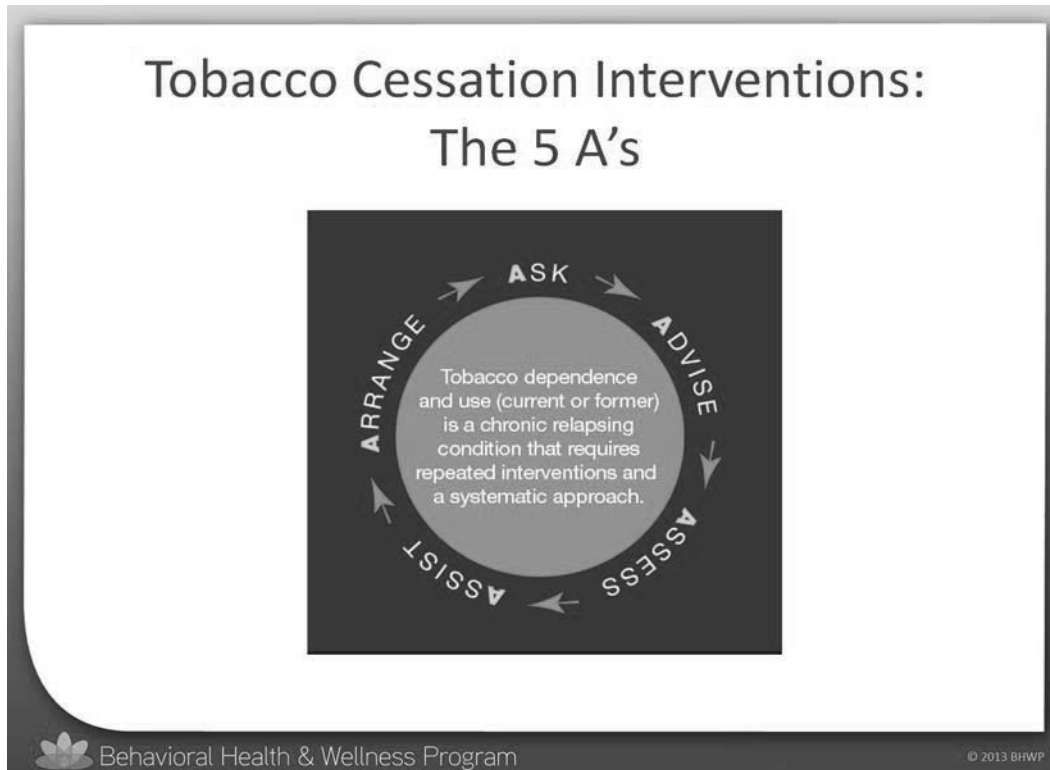 Tobacco Cessation Interventions:
The 5 A's
ASK
ADVISE
ASSESS
ASSIST
ARRANGE
Tobacco dependence
and use (current or former)
is a chronic relapsing
condition that requires
repeated interventions and
a systematic approach.
Behavioral Health & Wellness Program
© 2013 BHWP